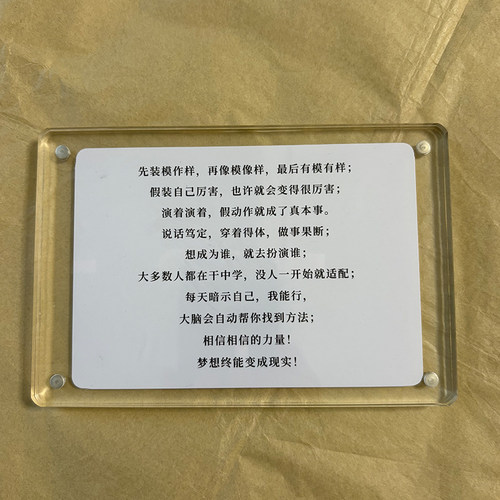 先装模作样，再像模像样，最后有模有样；
假装自己厉害，也许就会变得很厉害；
演着演着，假动作就成了真本事。
说话笃定，穿着得体，做事果断；
想成为谁，就去扮演谁；
大多数人都在干中学，没人一开始就适配；
每天暗示自己，我能行，
大脑会自动帮你找到方法；
相信相信的力量！
梦想终能变成现实！